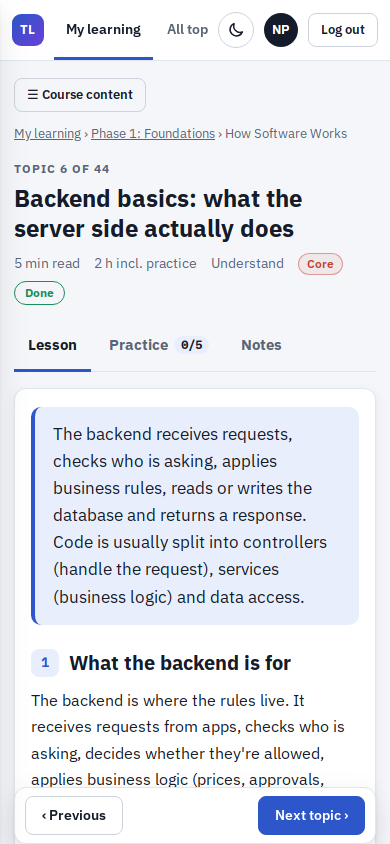 TL
My learning
All top
NP
Log out
☰ Course content
My learning › Phase 1: Foundations › How Software Works
TOPIC 6 OF 44
Backend basics: what the
server side actually does
5 min read 2 h incl. practice Understand Core
Done
Lesson Practice 0/5 Notes
The backend receives requests,
checks who is asking, applies
business rules, reads or writes the
database and returns a response.
Code is usually split into controllers
(handle the request), services
(business logic) and data access.
1 What the backend is for
The backend is where the rules live. It
receives requests from apps, checks who is
asking, decides whether they're allowed,
applies business logic (prices, approvals,
‹ Previous
Next topic ›